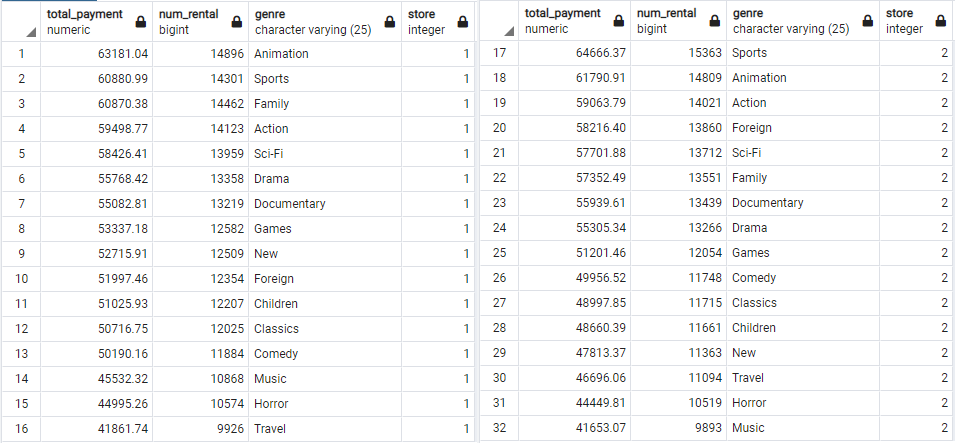 total_payment num_rental genre store
numeric bigint character varying (25) integer
1 63181.04 14896 Animation 1
2 60880.99 14301 Sports 1
3 60870.38 14462 Family 1
4 59498.77 14123 Action 1
5 58426.41 13959 Sci-Fi 1
6 55768.42 13358 Drama 1
7 55082.81 13219 Documentary 1
8 53337.18 12582 Games 1
9 52715.91 12509 New 1
10 51997.46 12354 Foreign 1
11 51025.93 12207 Children 1
12 50716.75 12025 Classics 1
13 50190.16 11884 Comedy 1
14 45532.32 10868 Music 1
15 44995.26 10574 Horror 1
16 41861.74 9926 Travel 1
total_payment num_rental genre store
numeric bigint character varying (25) integer
17 64666.37 15363 Sports 2
18 61790.91 14809 Animation 2
19 59063.79 14021 Action 2
20 58216.40 13860 Foreign 2
21 57701.88 13712 Sci-Fi 2
22 57352.49 13551 Family 2
23 55939.61 13439 Documentary 2
24 55305.34 13266 Drama 2
25 51201.46 12054 Games 2
26 49956.52 11748 Comedy 2
27 48997.85 11715 Classics 2
28 48660.39 11661 Children 2
29 47813.37 11363 New 2
30 46696.06 11094 Travel 2
31 44449.81 10519 Horror 2
32 41653.07 9893 Music 2